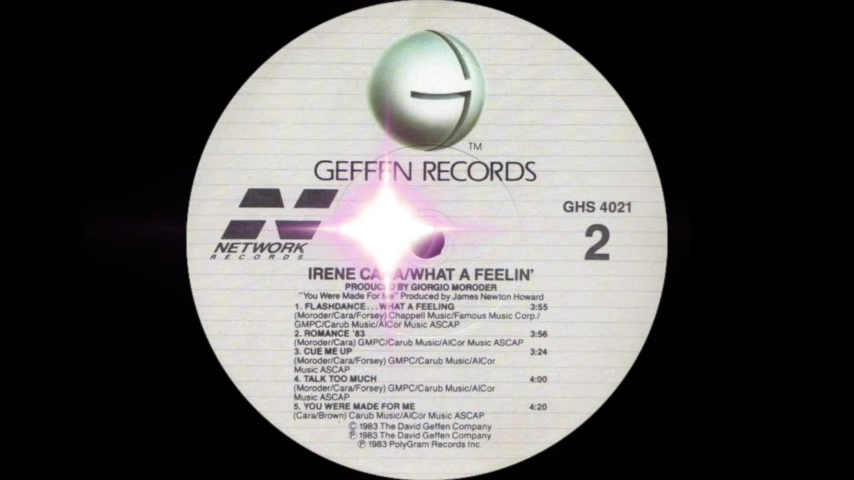 TM
GEFFEN RECORDS
GHS 4021
2
NETWORK
RECORDS
IRENE CARA/WHAT A FEELIN'
PRODUCED BY GIORGIO MORODER
"You Were Made For Me" Produced by James Newton Howard
1. FLASHDANCE...WHAT A FEELING 3:55
(Moroder/Cara/Forsey) Chappell Music/Famous Music Corp./
GMPC/Carub Music/AlCor Music ASCAP
2. ROMANCE '83 3:56
(Moroder/Cara) GMPC/Carub Music/AlCor Music ASCAP
3. CUE ME UP 3:24
(Moroder/Cara/Forsey) GMPC/Carub Music/AlCor
Music ASCAP
4. TALK TOO MUCH 4:00
(Moroder/Cara/Forsey) GMPC/Carub Music/AlCor
Music ASCAP
5. YOU WERE MADE FOR ME 4:20
(Cara/Brown) Carub Music/AlCor Music ASCAP
© 1983 The David Geffen Company
℗ 1983 The David Geffen Company
℗ 1983 PolyGram Records Inc.